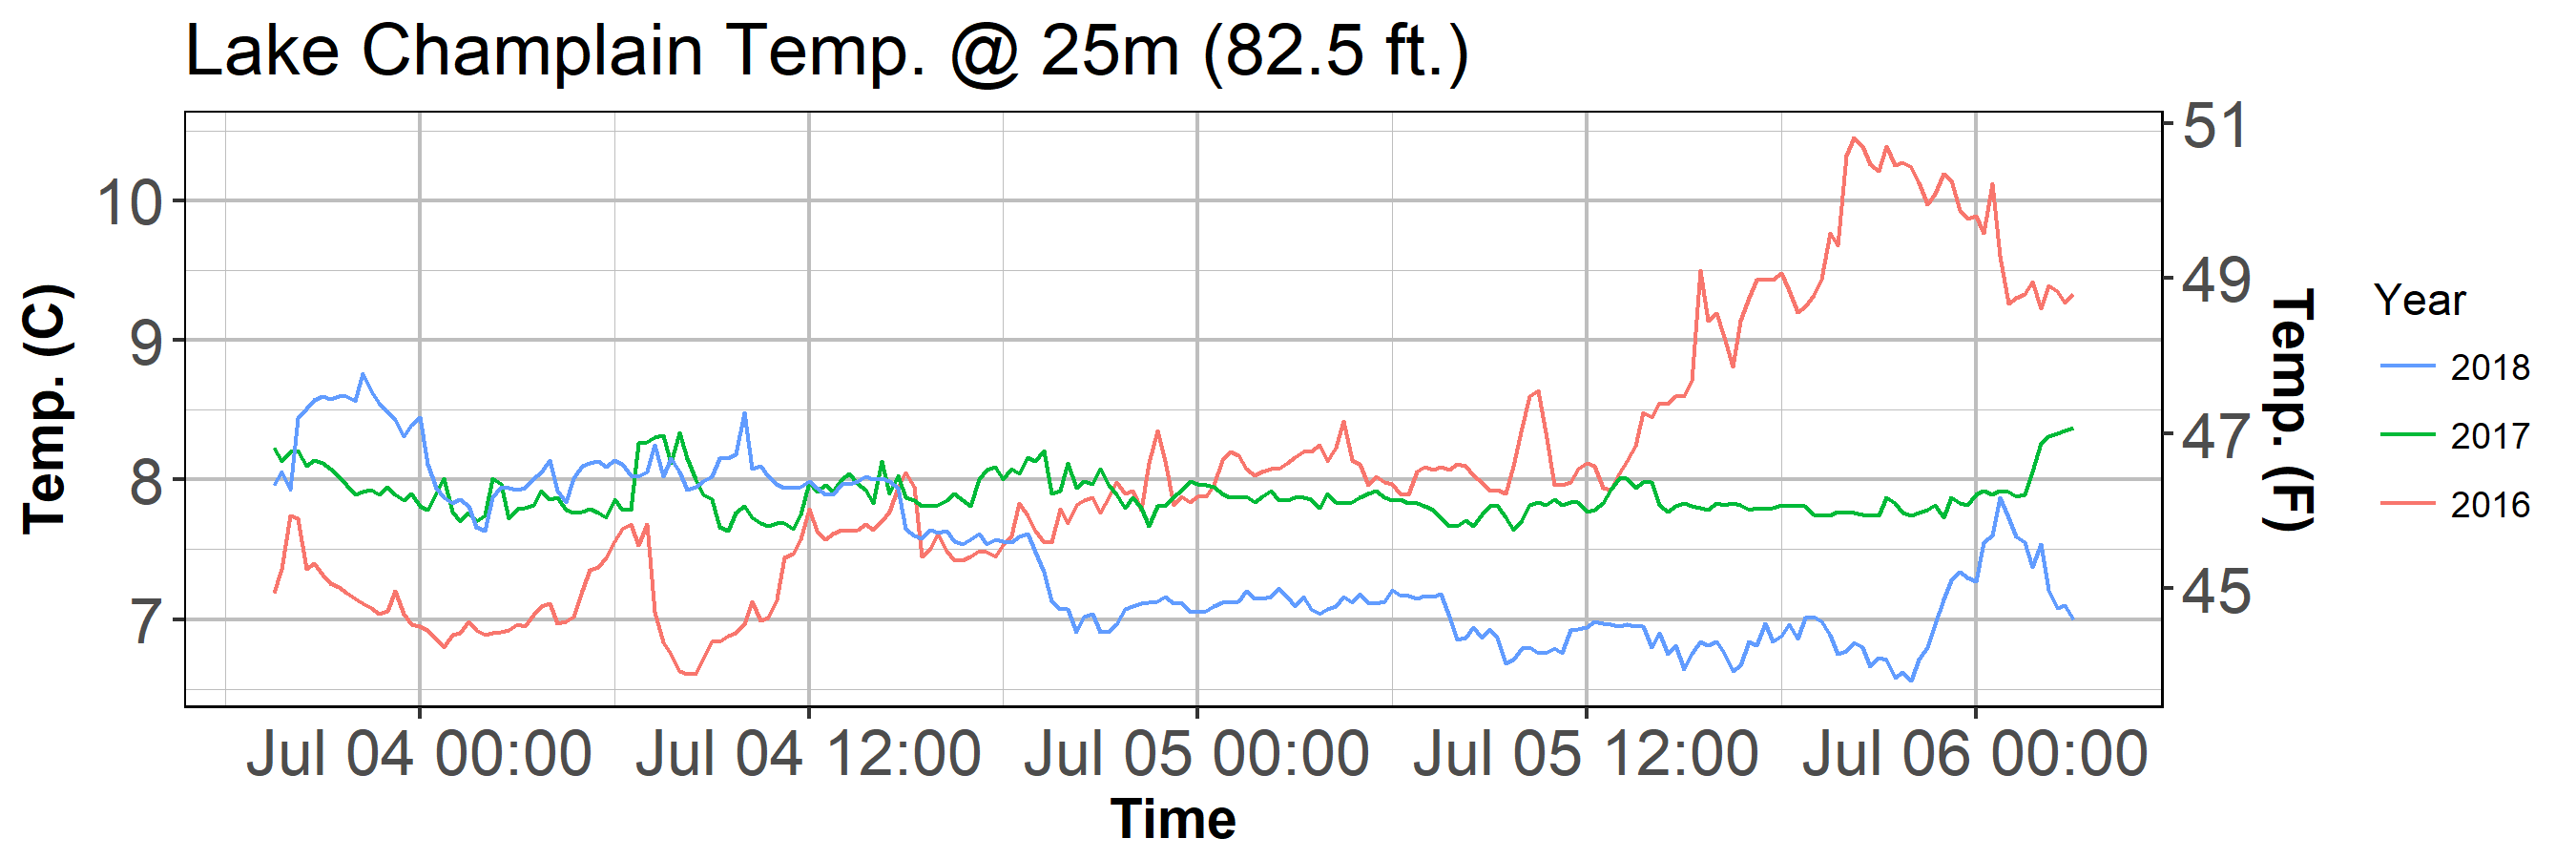 Lake Champlain Temp. @ 25m (82.5 ft.)
Temp. (C)
10
9
8
7
51
49
47
45
Temp. (F)
Year
2018
2017
2016
Jul 04 00:00 Jul 04 12:00 Jul 05 00:00 Jul 05 12:00 Jul 06 00:00
Time